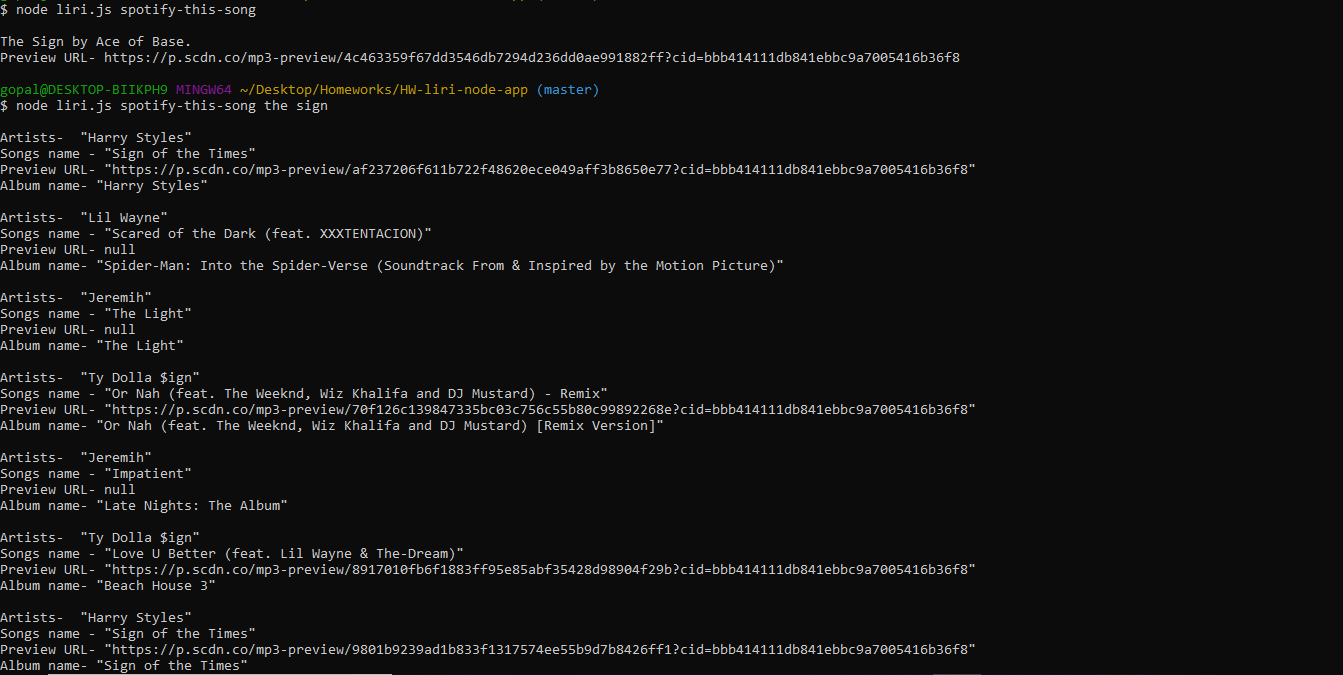 $ node liri.js spotify-this-song
The Sign by Ace of Base.
Preview URL- https://p.scdn.co/mp3-preview/4c463359f67dd3546db7294d236dd0ae991882ff?cid=bbb414111db841ebbc9a7005416b36f8
gopal@DESKTOP-BIIKPH9 MINGW64 ~/Desktop/Homeworks/HW-liri-node-app (master)
$ node liri.js spotify-this-song the sign
Artists-  "Harry Styles"
Songs name - "Sign of the Times"
Preview URL- "https://p.scdn.co/mp3-preview/af237206f611b722f48620ece049aff3b8650e77?cid=bbb414111db841ebbc9a7005416b36f8"
Album name- "Harry Styles"
Artists-  "Lil Wayne"
Songs name - "Scared of the Dark (feat. XXXTENTACION)"
Preview URL- null
Album name- "Spider-Man: Into the Spider-Verse (Soundtrack From & Inspired by the Motion Picture)"
Artists-  "Jeremih"
Songs name - "The Light"
Preview URL- null
Album name- "The Light"
Artists-  "Ty Dolla $ign"
Songs name - "Or Nah (feat. The Weeknd, Wiz Khalifa and DJ Mustard) - Remix"
Preview URL- "https://p.scdn.co/mp3-preview/70f126c139847335bc03c756c55b80c99892268e?cid=bbb414111db841ebbc9a7005416b36f8"
Album name- "Or Nah (feat. The Weeknd, Wiz Khalifa and DJ Mustard) [Remix Version]"
Artists-  "Jeremih"
Songs name - "Impatient"
Preview URL- null
Album name- "Late Nights: The Album"
Artists-  "Ty Dolla $ign"
Songs name - "Love U Better (feat. Lil Wayne & The-Dream)"
Preview URL- "https://p.scdn.co/mp3-preview/8917010fb6f1883ff95e85abf35428d98904f29b?cid=bbb414111db841ebbc9a7005416b36f8"
Album name- "Beach House 3"
Artists-  "Harry Styles"
Songs name - "Sign of the Times"
Preview URL- "https://p.scdn.co/mp3-preview/9801b9239ad1b833f1317574ee55b9d7b8426ff1?cid=bbb414111db841ebbc9a7005416b36f8"
Album name- "Sign of the Times"